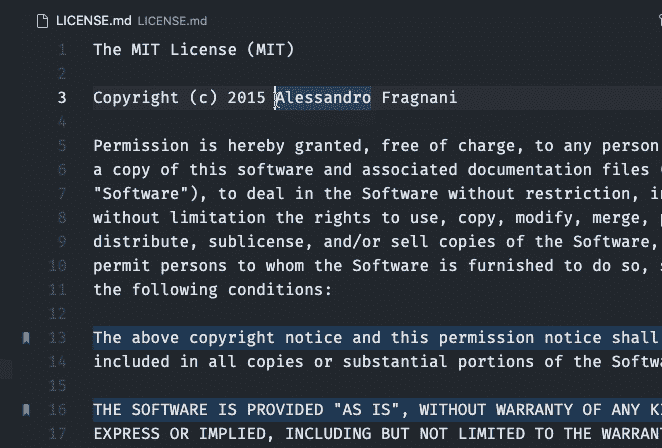 LICENSE.md LICENSE.md
1 The MIT License (MIT)
2
3 Copyright (c) 2015 Alessandro Fragnani
4
5 Permission is hereby granted, free of charge, to any person
6 a copy of this software and associated documentation files
7 "Software"), to deal in the Software without restriction,
8 without limitation the rights to use, copy, modify, merge,
9 distribute, sublicense, and/or sell copies of the Software,
10 permit persons to whom the Software is furnished to do so,
11 the following conditions:
12
13 The above copyright notice and this permission notice shall
14 included in all copies or substantial portions of the
15
16 THE SOFTWARE IS PROVIDED "AS IS", WITHOUT WARRANTY OF ANY
17 EXPRESS OR IMPLIED, INCLUDING BUT NOT LIMITED TO THE